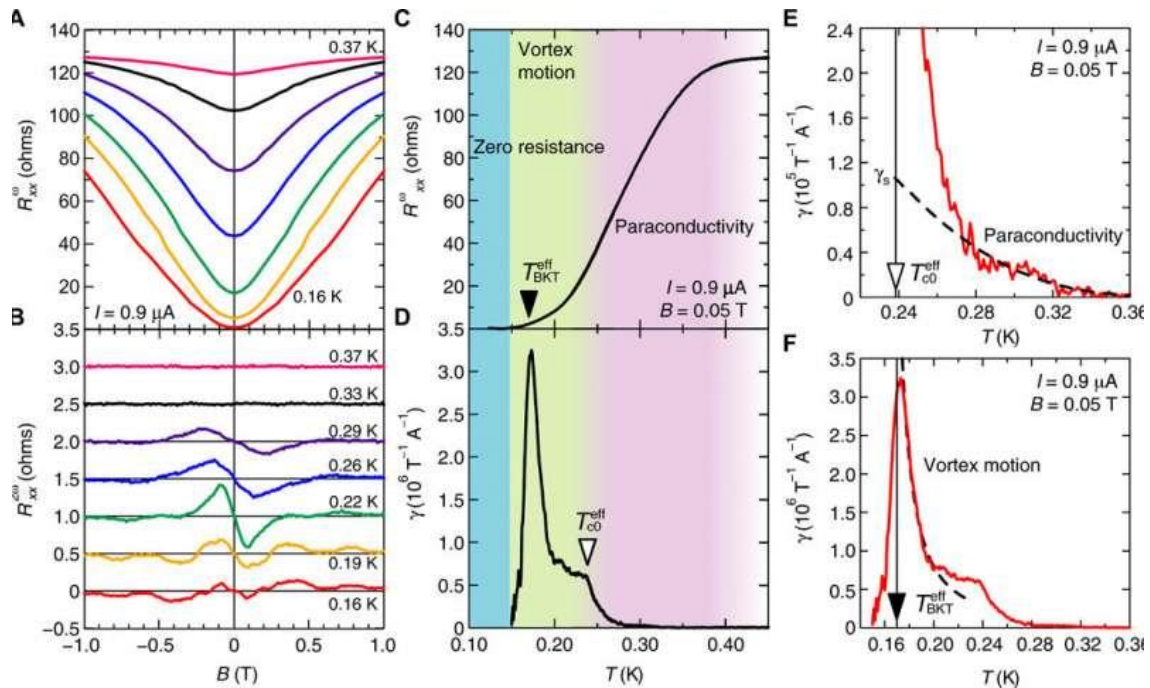 A
140
120
100
80
60
40
20
R^ω_xx (ohms)
0.37 K
0.16 K
I = 0.9 μA
B
3.5
3.0
2.5
2.0
1.5
1.0
0.5
0
−0.5
R^2ω_xx (ohms)
0.37 K
0.33 K
0.29 K
0.26 K
0.22 K
0.19 K
0.16 K
−1.0 −0.5 0 0.5 1.0
B (T)
C
140
120
100
80
60
40
20
R^ω_xx (ohms)
Vortex
motion
Zero resistance
Paraconductivity
T^eff_BKT
I = 0.9 μA
B = 0.05 T
D
3.5
3.0
2.5
2.0
1.5
1.0
0.5
0
γ (10^6 T^−1 A^−1)
T^eff_c0
0.1 0.2 0.3 0.4
T (K)
E
2.4
2.0
1.6
1.2
0.8
0.4
0
γ (10^5 T^−1 A^−1)
I = 0.9 μA
B = 0.05 T
γ_s
Paraconductivity
T^eff_c0
0.24 0.28 0.32 0.36
T (K)
F
3.5
3.0
2.5
2.0
1.5
1.0
0.5
0
γ (10^6 T^−1 A^−1)
I = 0.9 μA
B = 0.05 T
Vortex motion
T^eff_BKT
0.16 0.20 0.24 0.28 0.32 0.36
T (K)